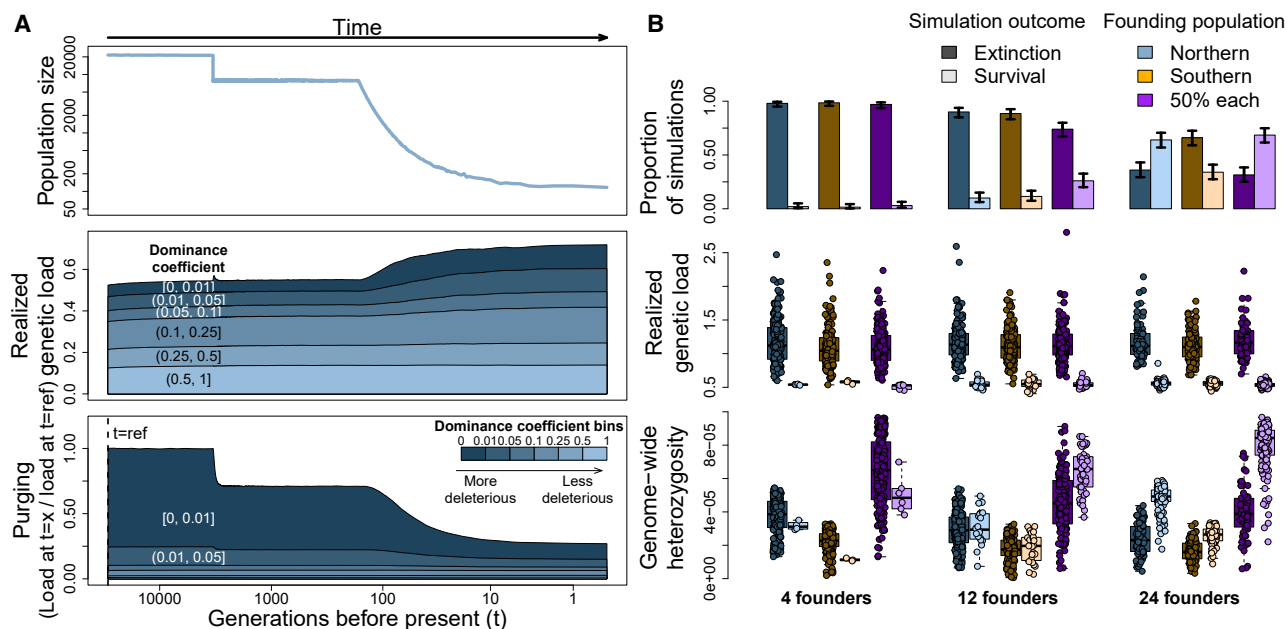 A
Time
20000
2000
200
50
Population size
Dominance
coefficient
[0, 0.01]
(0.01, 0.05]
(0.05, 0.1]
(0.1, 0.25]
(0.25, 0.5]
(0.5, 1]
0.6
0.4
0.2
0.0
Realized
genetic load
t=ref
Dominance coefficient bins
0 0.01 0.05 0.1 0.25 0.5 1
More
deleterious
Less
deleterious
[0, 0.01]
(0.01, 0.05]
1.00
0.50
0.00
Purging
(Load at t=x / load at t=ref)
10000 1000 100 10 1
Generations before present (t)
B
Simulation outcome
Extinction
Survival
Founding population
Northern
Southern
50% each
1.00
0.50
0.00
Proportion
of simulations
2.5
1.5
0.5
Realized
genetic load
8e-05
4e-05
0e+00
Genome-wide
heterozygosity
4 founders 12 founders 24 founders